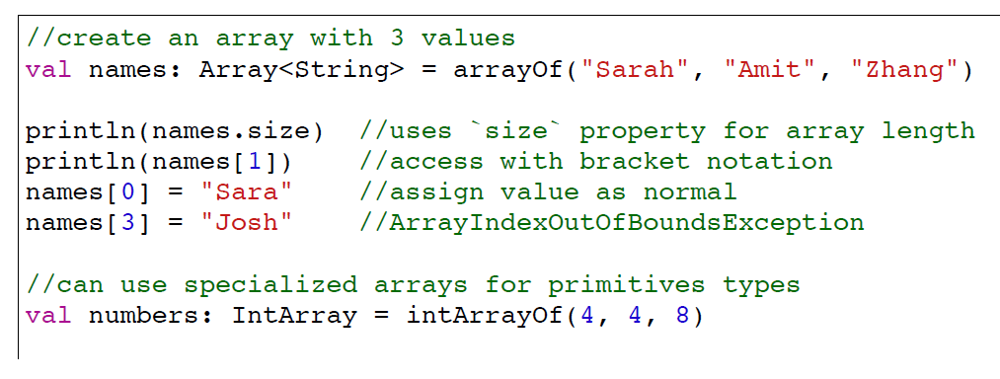 //create an array with 3 values
val names: Array<String> = arrayOf("Sarah", "Amit", "Zhang")
println(names.size)  //uses `size` property for array length
println(names[1])    //access with bracket notation
names[0] = "Sara"    //assign value as normal
names[3] = "Josh"    //ArrayIndexOutOfBoundsException
//can use specialized arrays for primitives types
val numbers: IntArray = intArrayOf(4, 4, 8)